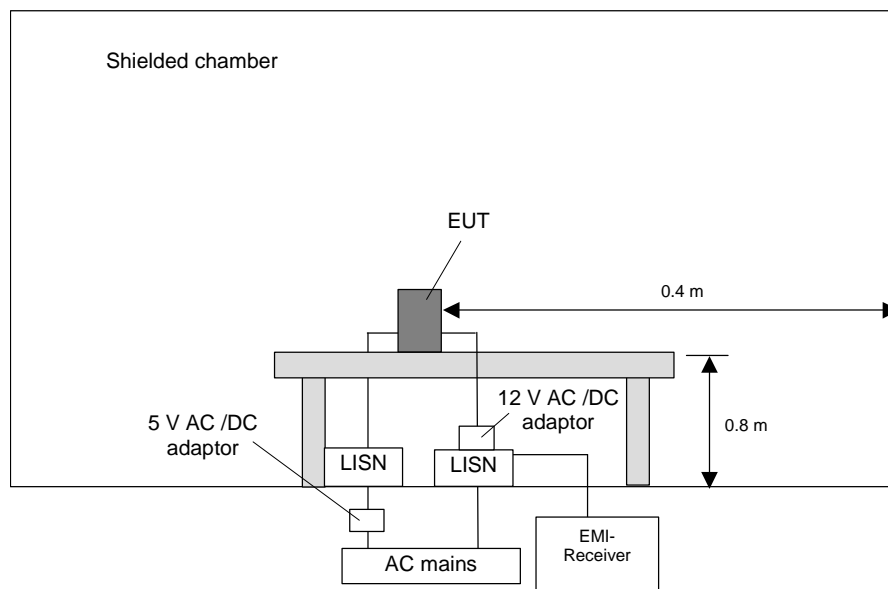 Shielded chamber
EUT
0.4 m
12 V AC /DC
adaptor
5 V AC /DC
adaptor
0.8 m
LISN
LISN
EMI-
Receiver
AC mains